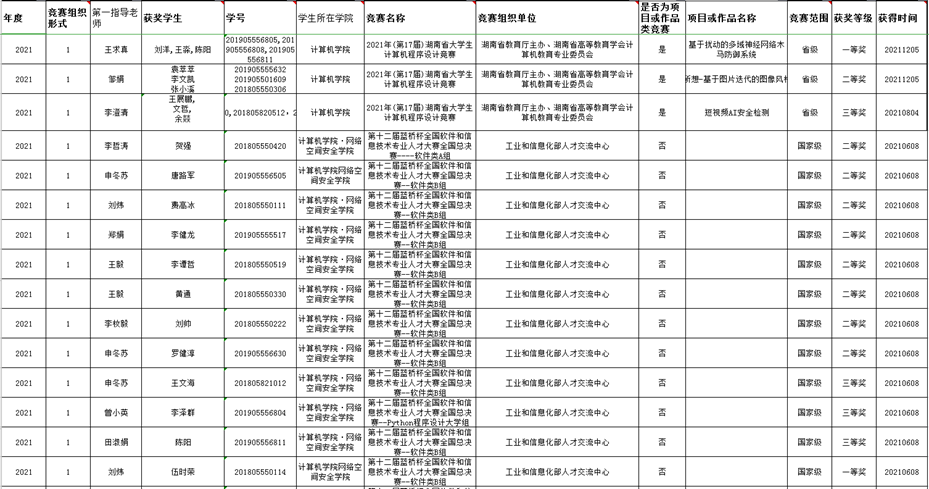 年度 竞赛组织形式 第一指导老师 获奖学生 学号 学生所在学院 竞赛名称 竞赛组织单位 是否为项目或作品类竞赛 项目或作品名称 竞赛范围 获奖等级 获得时间
2021 1 王求真 刘洋,王荣,陈阳 201905556805,201905556808,201905556811 计算机学院 2021年(第17届)湖南省大学生计算机程序设计竞赛 湖南省教育厅主办、湖南省高等教育学会计算机教育专业委员会 是 基于扰动的多域神经网络木马防御系统 省级 一等奖 20211205
2021 1 邹娟 袁苹苹 李文凯 张小溪 201905555632 201905501609 201805550306 计算机学院 2021年(第17届)湖南省大学生计算机程序设计竞赛 湖南省教育厅主办、湖南省高等教育学会计算机教育专业委员会 是 想-基于图片迭代的图像风 省级 二等奖 20211205
2021 1 李澄清 文哲, 余 0,201805820512, 计算机学院 2021年(第17届)湖南省大学生计算机程序设计竞赛 湖南省教育厅主办、湖南省高等教育学会计算机教育专业委员会 是 短视频AI安全检测 省级 三等奖 20210804
2021 1 李哲涛 贺强 201805550420 计算机学院·网络空间安全学院 第十二届蓝桥杯全国软件和信息技术专业人才大赛全国总决赛----软件类A组 工业和信息化部人才交流中心 否 国家级 二等奖 20210608
2021 1 申冬苏 唐路军 201905556505 计算机学院网络空间安全学院 第十二届蓝桥杯全国软件和信息技术专业人才大赛全国总决赛--软件类B组 工业和信息化部人才交流中心 否 国家级 二等奖 20210608
2021 1 刘炜 高冰 201805550111 计算机学院·网络空间安全学院 第十二届蓝桥杯全国软件和信息技术专业人才大赛全国总决赛--软件类B组 工业和信息化部人才交流中心 否 国家级 二等奖 20210608
2021 1 郑娟 李健龙 201905555517 计算机学院·网络空间安全学院 第十二届蓝桥杯全国软件和信息技术专业人才大赛全国总决赛--软件类B组 工业和信息化部人才交流中心 否 国家级 二等奖 20210608
2021 1 王毅 李谭哲 201805550519 计算机学院·网络空间安全学院 第十二届蓝桥杯全国软件和信息技术专业人才大赛全国总决赛--软件类B组 工业和信息化部人才交流中心 否 国家级 二等奖 20210608
2021 1 王毅 黄通 201805550330 计算机学院·网络空间安全学院 第十二届蓝桥杯全国软件和信息技术专业人才大赛全国总决赛--软件类B组 工业和信息化部人才交流中心 否 国家级 二等奖 20210608
2021 1 李枚毅 刘帅 201805550222 计算机学院·网络空间安全学院 第十二届蓝桥杯全国软件和信息技术专业人才大赛全国总决赛--软件类B组 工业和信息化部人才交流中心 否 国家级 二等奖 20210608
2021 1 申冬苏 罗健淳 201905556630 计算机学院·网络空间安全学院 第十二届蓝桥杯全国软件和信息技术专业人才大赛全国总决赛--软件类B组 工业和信息化部人才交流中心 否 国家级 二等奖 20210608
2021 1 申冬苏 王文海 201805821012 计算机学院·网络空间安全学院 第十二届蓝桥杯全国软件和信息技术专业人才大赛全国总决赛--软件类B组 工业和信息化部人才交流中心 否 国家级 三等奖 20210608
2021 1 曾小英 李泽群 201905556804 计算机学院·网络空间安全学院 第十二届蓝桥杯全国软件和信息技术专业人才大赛全国总决赛--Python程序设计大学组 工业和信息化部人才交流中心 否 国家级 三等奖 20210608
2021 1 田淑娟 陈阳 201905556811 计算机学院·网络空间安全学院 第十二届蓝桥杯全国软件和信息技术专业人才大赛全国总决赛--软件类B组 工业和信息化部人才交流中心 否 国家级 三等奖 20210608
2021 1 刘炜 伍时荣 201805550114 计算机学院网络空间安全学院 第十二届蓝桥杯全国软件和信息技术专业人才大赛全国总决赛--软件类B组 工业和信息化部人才交流中心 否 国家级 一等奖 20210608